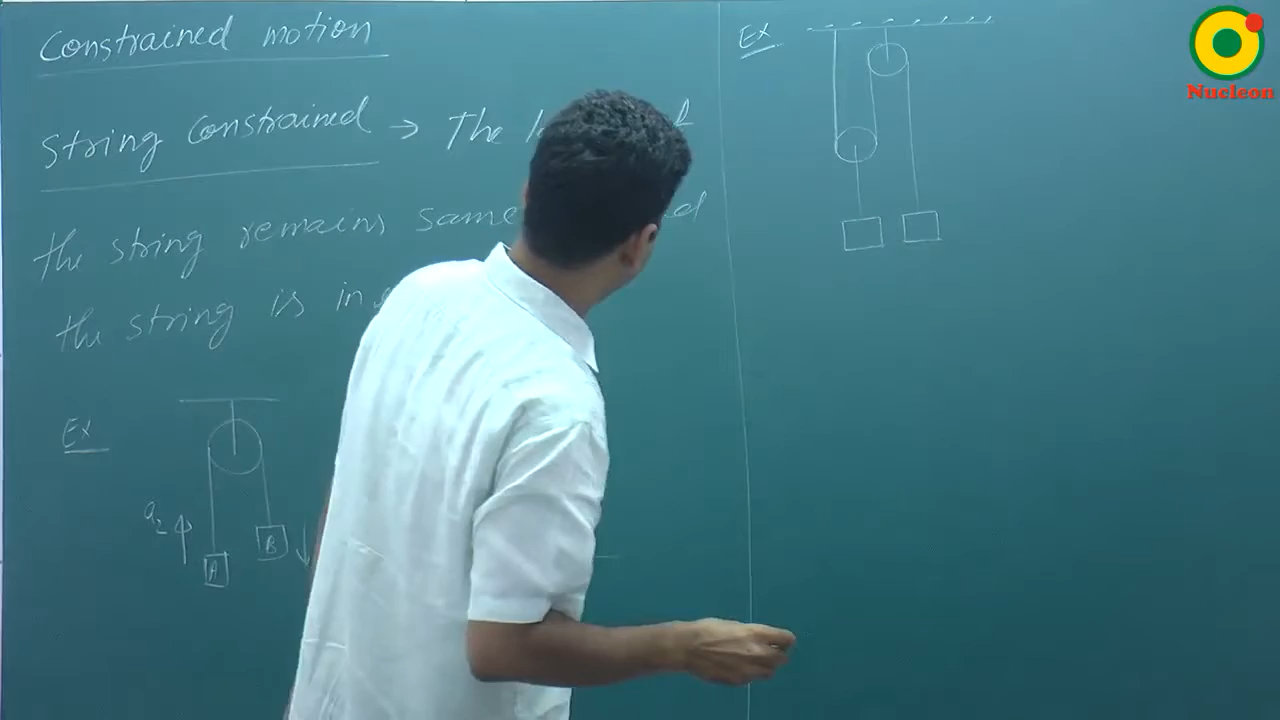 Constrained motion
String Constrained → The
the string remains same
the string is in
Ex
a2
A
B
Ex
Nucleon